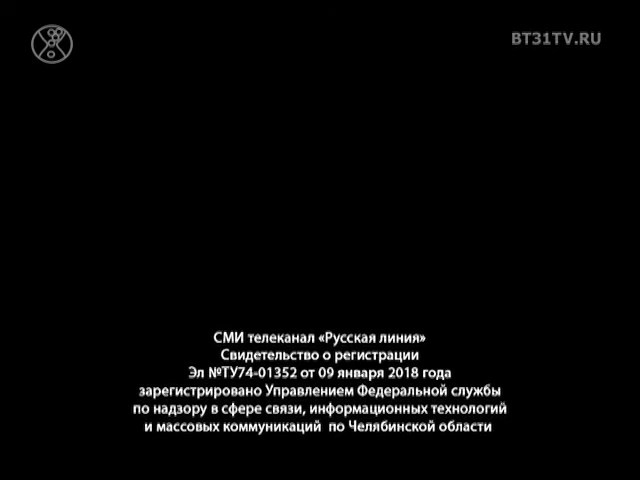 BT31TV.RU
СМИ телеканал «Русская линия»
Свидетельство о регистрации
Эл №ТУ74-01352 от 09 января 2018 года
зарегистрировано Управлением Федеральной службы
по надзору в сфере связи, информационных технологий
и массовых коммуникаций по Челябинской области